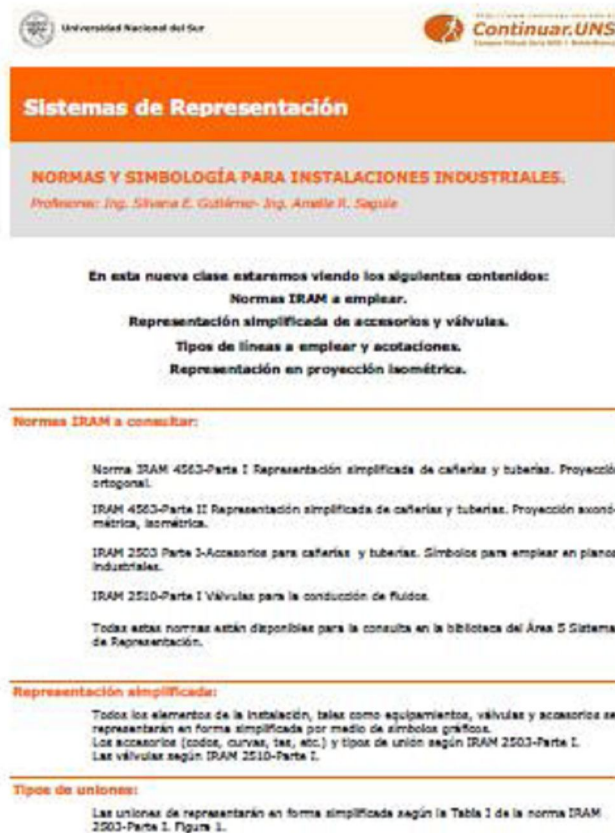 Universidad Nacional del Sur
Continuar.UNS
Sistemas de Representación
NORMAS Y SIMBOLOGÍA PARA INSTALACIONES INDUSTRIALES.
Profesores: Ing. Silvana E. Gutiérrez- Ing. Amelie R.
En esta nueva clase estaremos viendo los siguientes contenidos:
Normas IRAM a emplear.
Representación simplificada de accesorios y válvulas.
Tipos de líneas a emplear y acotaciones.
Representación en proyección isométrica.
Normas IRAM a consultar:
Norma IRAM 4563-Parte I Representación simplificada de cañerías y tuberías. Proyección
ortogonal.
IRAM 4563-Parte II Representación simplificada de cañerías y tuberías. Proyección axonó-
métrica, isométrica.
IRAM 2503 Parte I-Accesorios para cañerías y tuberías. Símbolos para emplear en planos
industriales.
IRAM 2510-Parte I Válvulas para la conducción de fluidos.
Todas estas normas están disponibles para la consulta en la biblioteca del Área 5 Sistema
de Representación.
Representación simplificada:
Todos los elementos de la instalación, tales como equipamientos, válvulas y accesorios se
representarán en forma simplificada por medio de símbolos gráficos.
Los accesorios (codos, curvas, tes, etc.) y tipos de unión según IRAM 2503-Parte I.
Las válvulas según IRAM 2510-Parte I.
Tipos de uniones:
Las uniones de representarán en forma simplificada según la Tabla I de la norma IRAM
2503-Parte I. Figura 1.